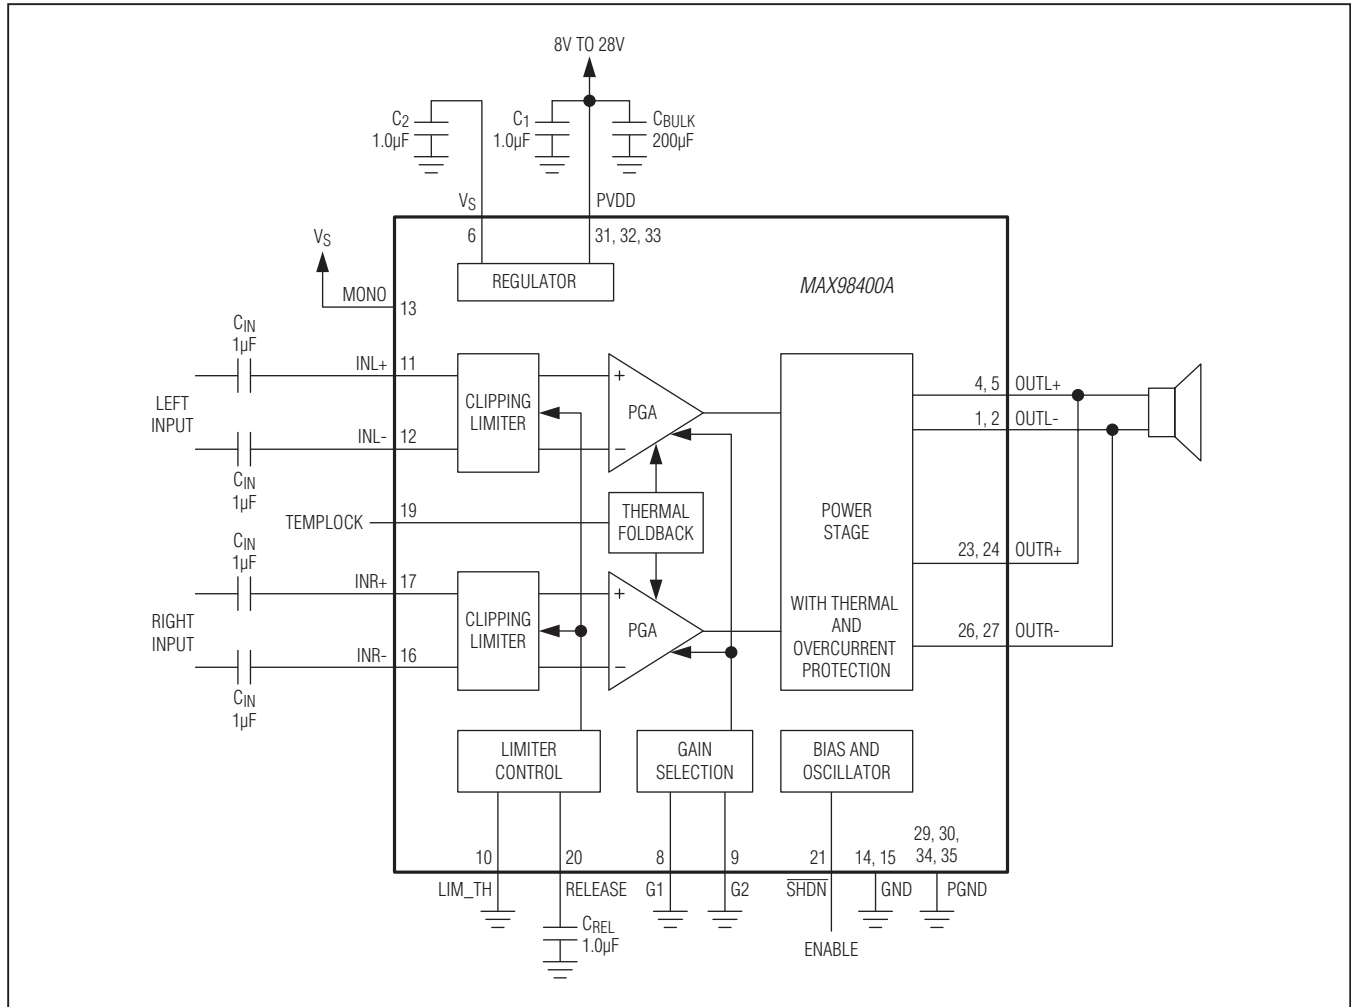 8V TO 28V
C2
1.0µF
C1
1.0µF
CBULK
200µF
VS
PVDD
6
31, 32, 33
VS
REGULATOR
MAX98400A
MONO
13
CIN
1µF
INL+
11
LEFT
INPUT
CLIPPING
LIMITER
+
PGA
−
INL-
12
CIN
1µF
4, 5
OUTL+
1, 2
OUTL-
TEMPLOCK
19
THERMAL
FOLDBACK
POWER
STAGE
WITH THERMAL
AND
OVERCURRENT
PROTECTION
23, 24
OUTR+
26, 27
OUTR-
CIN
1µF
INR+
17
RIGHT
INPUT
CLIPPING
LIMITER
+
PGA
−
INR-
16
CIN
1µF
LIMITER
CONTROL
GAIN
SELECTION
BIAS AND
OSCILLATOR
10
20
8
9
21
14, 15
29, 30,
34, 35
LIM_TH
RELEASE
G1
G2
SHDN
GND
PGND
CREL
1.0µF
ENABLE